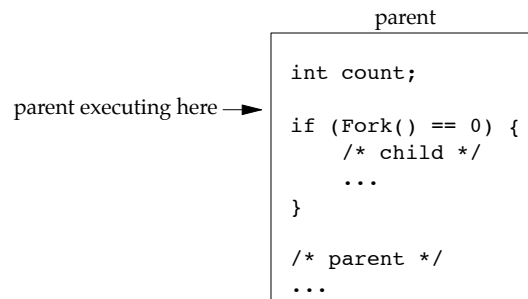 parent
int count;
parent executing here
if (Fork() == 0) {
/* child */
...
}
/* parent */
...